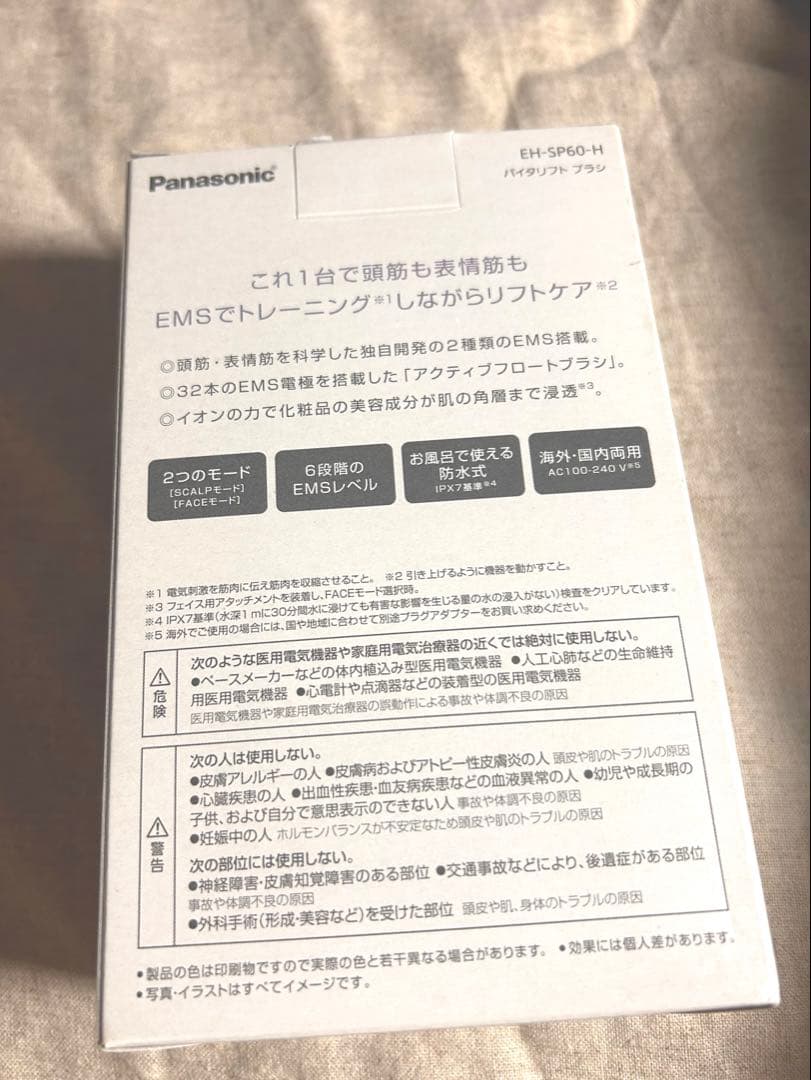 Panasonic
EH-SP60-H
バイタリフト ブラシ
これ1台で頭筋も表情筋も
EMSでトレーニング※1しながらリフトケア※2
◎頭筋・表情筋を科学した独自開発の2種類のEMS搭載。
◎32本のEMS電極を搭載した「アクティブフロートブラシ」。
◎イオンの力で化粧品の美容成分が肌の角層まで浸透※3。
2つのモード
[SCALPモード]
[FACEモード]
6段階の
EMSレベル
お風呂で使える
防水式
IPX7基準※4
海外・国内両用
AC100-240 V※5
※1 電気刺激を筋肉に伝え筋肉を収縮させること。 ※2 引き上げるように機器を動かすこと。
※3 フェイス用アタッチメントを装着し、FACEモード選択時。
※4 IPX7基準(水深1mに30分間水に浸けても有害な影響を生じる量の水の浸入がない)検査をクリアしています。
※5 海外でご使用の場合には、国や地域に合わせて別途プラグアダプターをお買い求めください。
危険
次のような医用電気機器や家庭用電気治療器の近くでは絶対に使用しない。
●ペースメーカーなどの体内植込み型医用電気機器 ●人工心肺などの生命維持
用医用電気機器 ●心電計や点滴器などの装着型の医用電気機器
医用電気機器や家庭用電気治療器の誤動作による事故や体調不良の原因
警告
次の人は使用しない。
●皮膚アレルギーの人 ●皮膚病およびアトピー性皮膚炎の人 頭皮や肌のトラブルの原因
●心臓疾患の人 ●出血性疾患・血友病疾患などの血液異常の人 ●幼児や成長期の
子供、および自分で意思表示のできない人 事故や体調不良の原因
●妊娠中の人 ホルモンバランスが不安定なため頭皮や肌のトラブルの原因
次の部位には使用しない。
●神経障害・皮膚知覚障害のある部位 ●交通事故などにより、後遺症がある部位
事故や体調不良の原因
●外科手術(形成・美容など)を受けた部位 頭皮や肌、身体のトラブルの原因
●製品の色は印刷物ですので実際の色と若干異なる場合があります。 ●効果には個人差があります。
●写真・イラストはすべてイメージです。